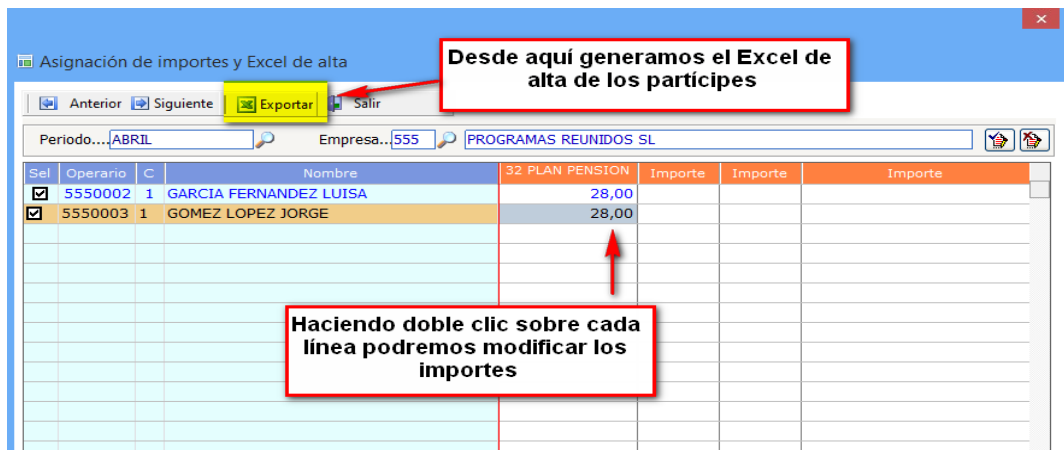 ×
Asignación de importes y Excel de alta
Desde aquí generamos el Excel de
alta de los partícipes
Anterior Siguiente Exportar Salir
Periodo....ABRIL Empresa...555 PROGRAMAS REUNIDOS SL
Sel Operario C Nombre 32 PLAN PENSION Importe Importe Importe
5550002 1 GARCIA FERNANDEZ LUISA 28,00
5550003 1 GOMEZ LOPEZ JORGE 28,00
Haciendo doble clic sobre cada
línea podremos modificar los
importes